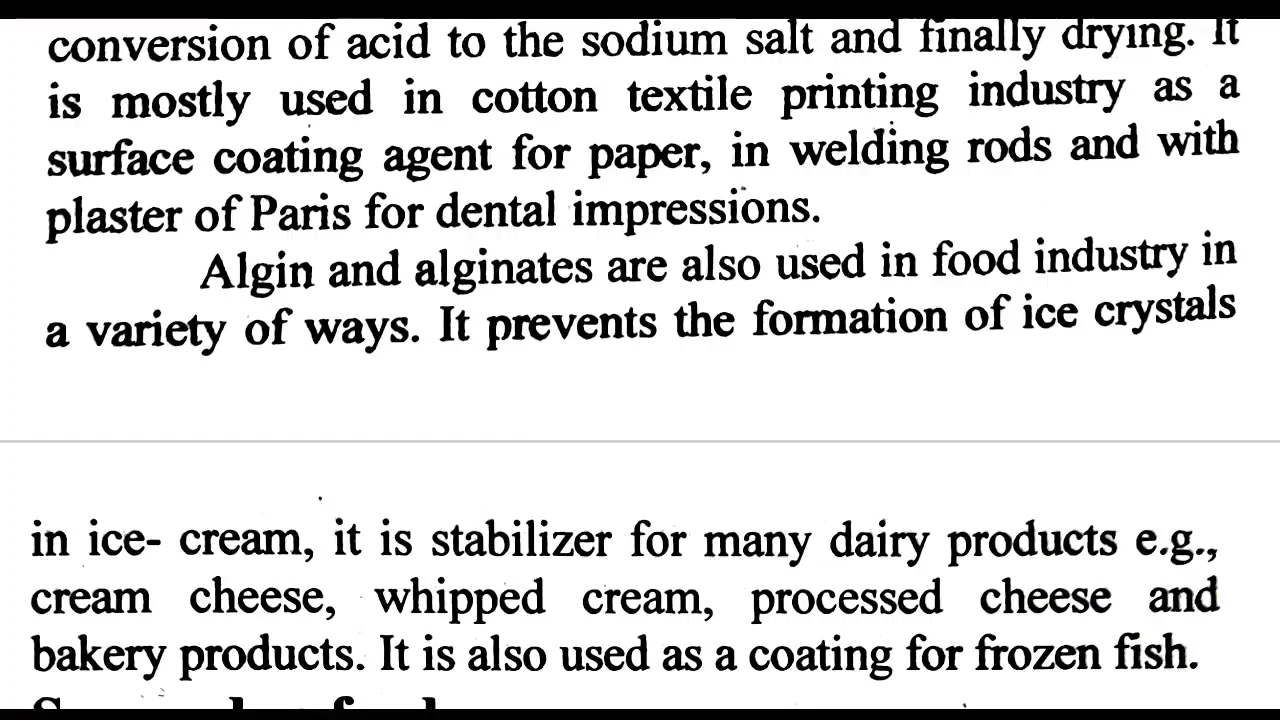 conversion of acid to the sodium salt and finally drying. It
is mostly used in cotton textile printing industry as a
surface coating agent for paper, in welding rods and with
plaster of Paris for dental impressions.
Algin and alginates are also used in food industry in
a variety of ways. It prevents the formation of ice crystals
in ice- cream, it is stabilizer for many dairy products e.g.,
cream cheese, whipped cream, processed cheese and
bakery products. It is also used as a coating for frozen fish.